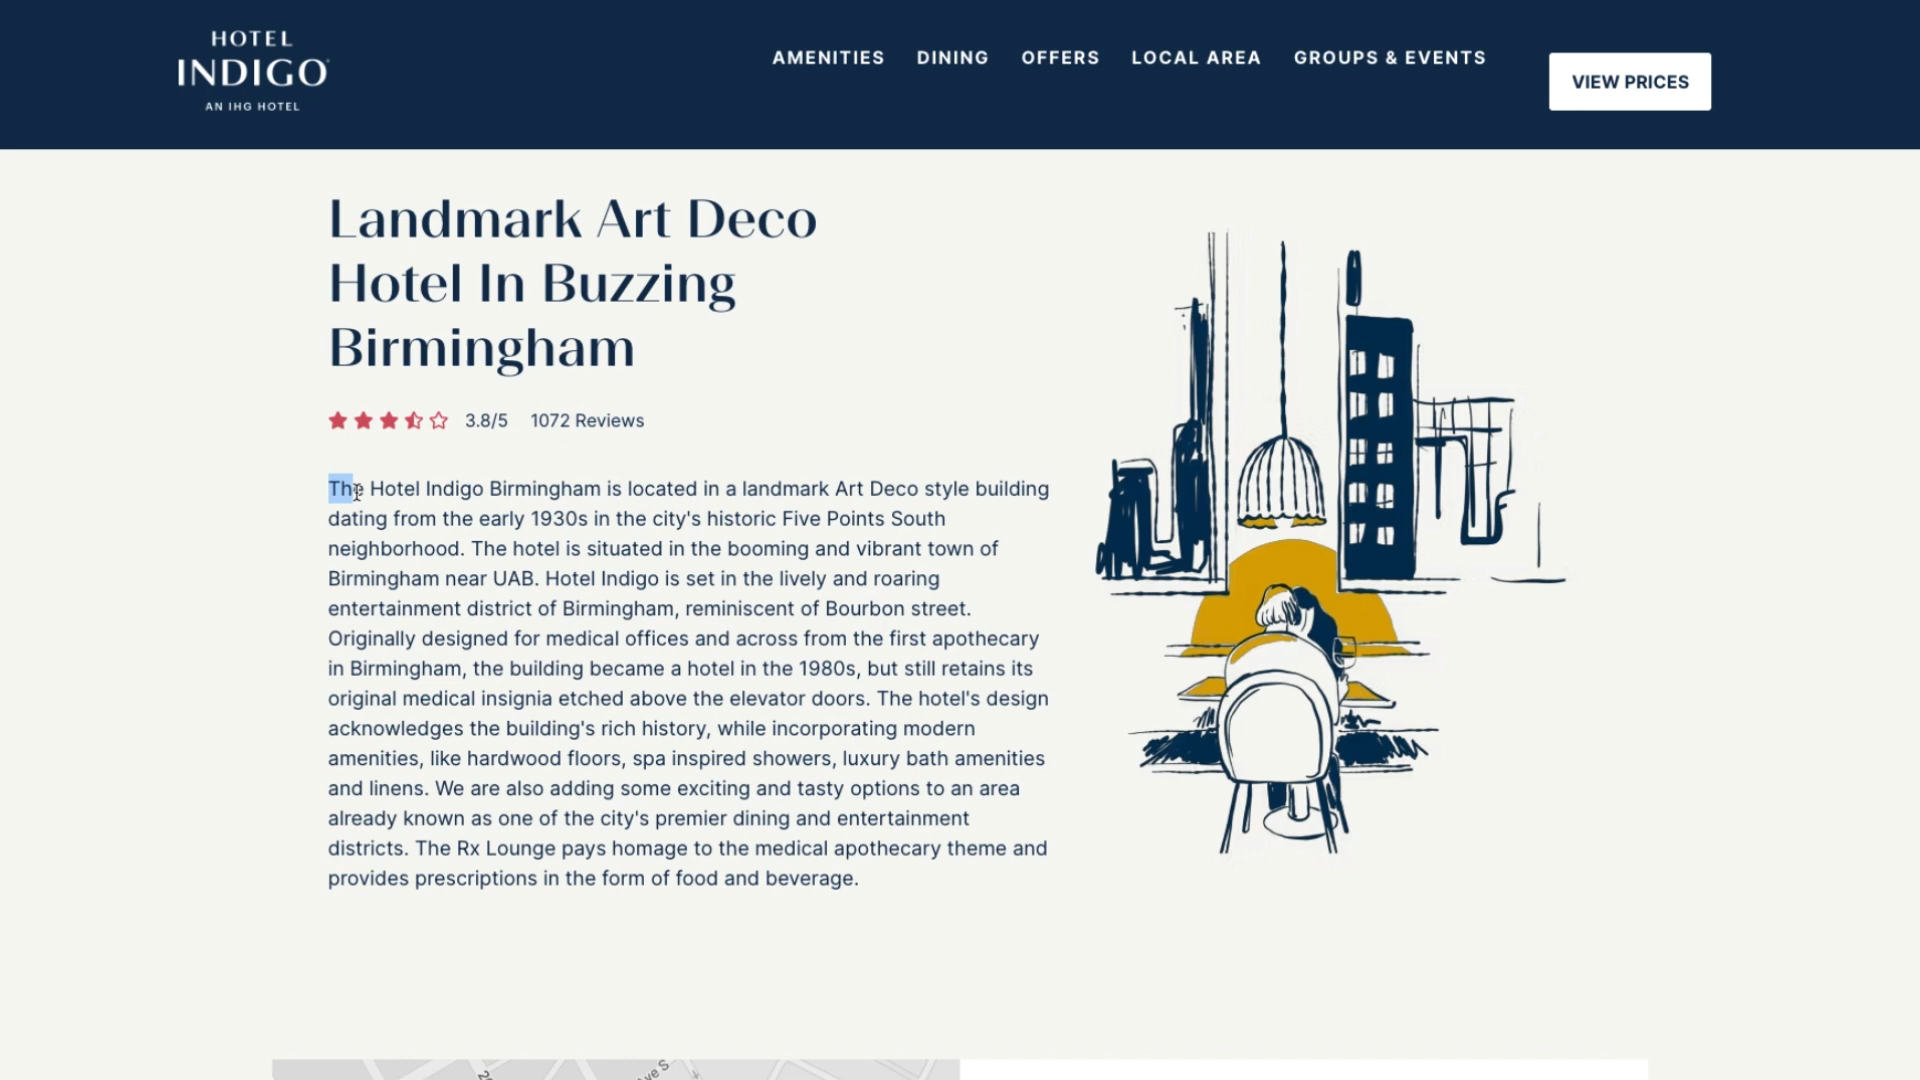 HOTEL
INDIGO
AN IHG HOTEL
AMENITIES DINING OFFERS LOCAL AREA GROUPS & EVENTS
VIEW PRICES
Landmark Art Deco
Hotel In Buzzing
Birmingham
3.8/5 1072 Reviews
The Hotel Indigo Birmingham is located in a landmark Art Deco style building
dating from the early 1930s in the city's historic Five Points South
neighborhood. The hotel is situated in the booming and vibrant town of
Birmingham near UAB. Hotel Indigo is set in the lively and roaring
entertainment district of Birmingham, reminiscent of Bourbon street.
Originally designed for medical offices and across from the first apothecary
in Birmingham, the building became a hotel in the 1980s, but still retains its
original medical insignia etched above the elevator doors. The hotel's design
acknowledges the building's rich history, while incorporating modern
amenities, like hardwood floors, spa inspired showers, luxury bath amenities
and linens. We are also adding some exciting and tasty options to an area
already known as one of the city's premier dining and entertainment
districts. The Rx Lounge pays homage to the medical apothecary theme and
provides prescriptions in the form of food and beverage.
Ave S